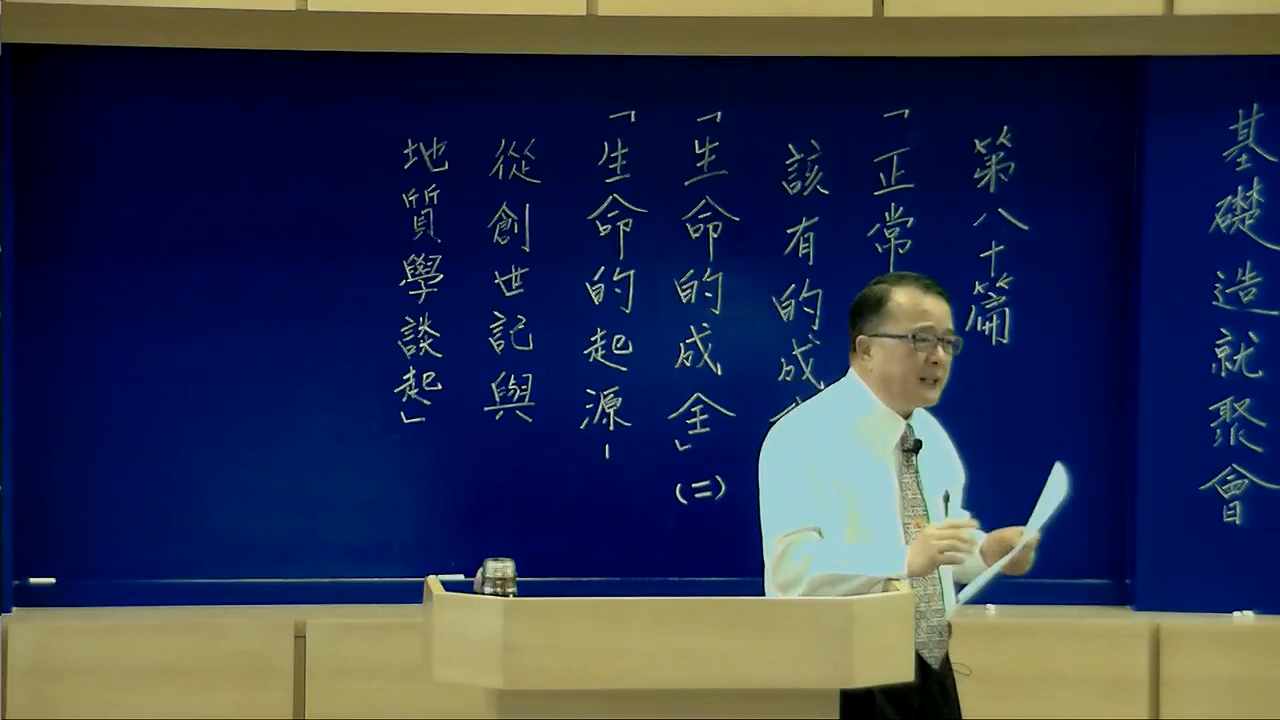 基礎造就聚會
第八十篇
「正常
該有的成
「生命的成全」(二)
「生命的起源–
從創世記與
地質學談起」